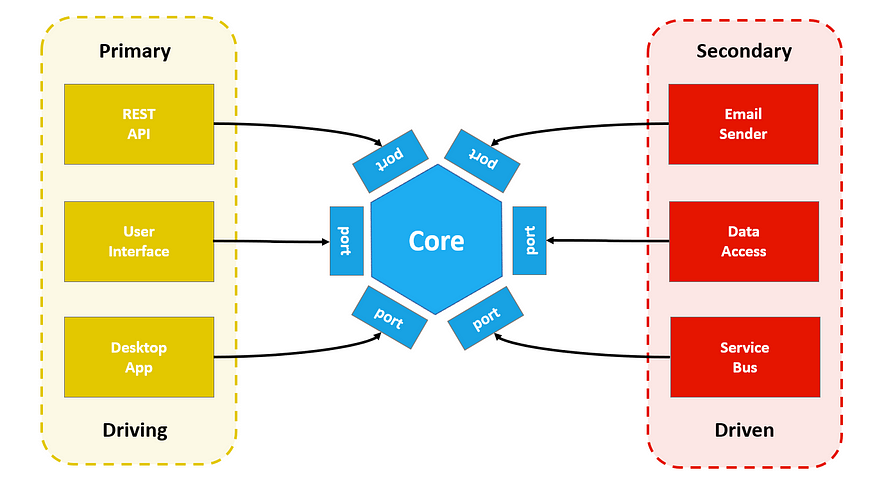 Primary
REST
API
User
Interface
Desktop
App
Driving
port
port
port
Core
port
port
port
Secondary
Email
Sender
Data
Access
Service
Bus
Driven